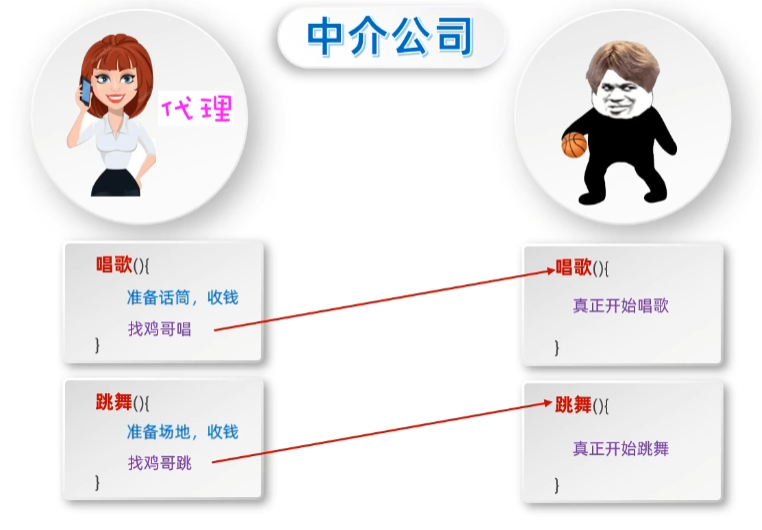 中介公司
代理
唱歌(){
准备话筒，收钱
找鸡哥唱
}
唱歌(){
真正开始唱歌
}
跳舞(){
准备场地，收钱
找鸡哥跳
}
跳舞(){
真正开始跳舞
}